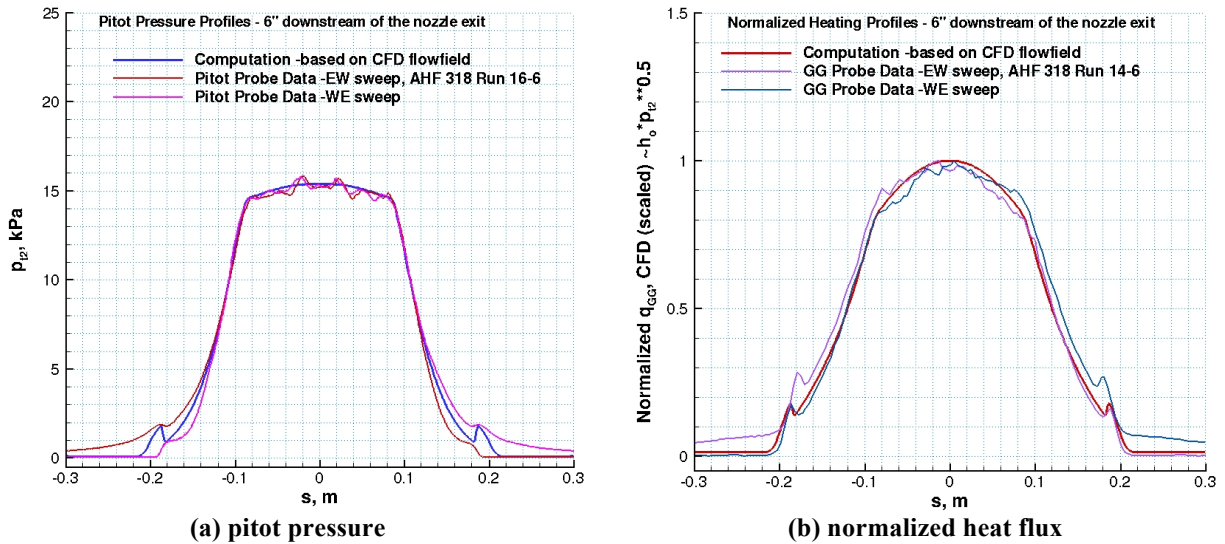 Pitot Pressure Profiles - 6" downstream of the nozzle exit
Computation -based on CFD flowfield
Pitot Probe Data -EW sweep, AHF 318 Run 16-6
Pitot Probe Data -WE sweep
25
20
15
10
5
0
p_t2, kPa
-0.3 -0.2 -0.1 0 0.1 0.2 0.3
s, m
(a) pitot pressure
Normalized Heating Profiles - 6" downstream of the nozzle exit
Computation -based on CFD flowfield
GG Probe Data -EW sweep, AHF 318 Run 14-6
GG Probe Data -WE sweep
1.5
1
0.5
0
Normalized q_GG, CFD (scaled) ~h_o*p_t2**0.5
-0.3 -0.2 -0.1 0 0.1 0.2 0.3
s, m
(b) normalized heat flux